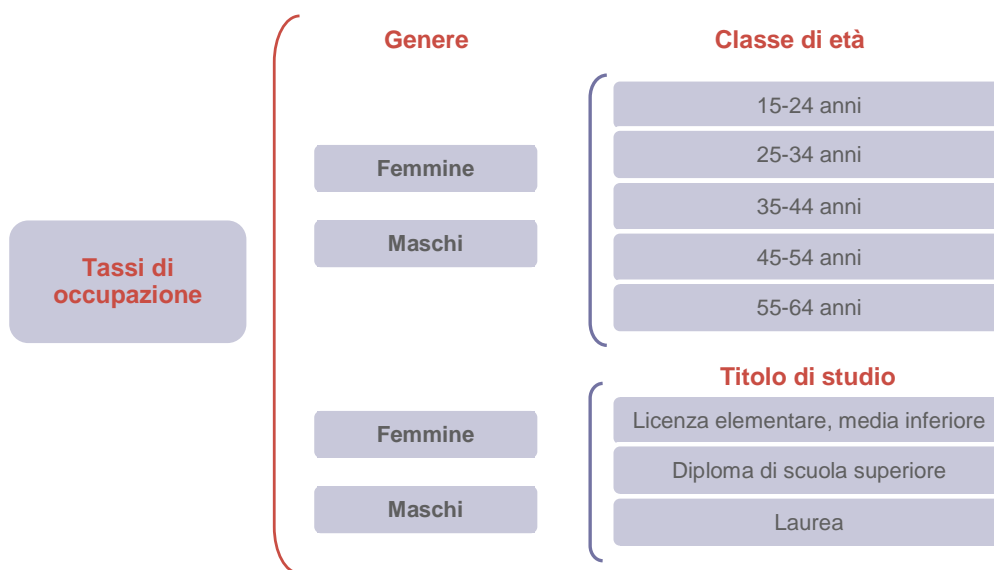 Genere
Classe di età
15-24 anni
25-34 anni
Femmine
35-44 anni
Maschi
45-54 anni
55-64 anni
Tassi di
occupazione
Titolo di studio
Licenza elementare, media inferiore
Femmine
Diploma di scuola superiore
Maschi
Laurea